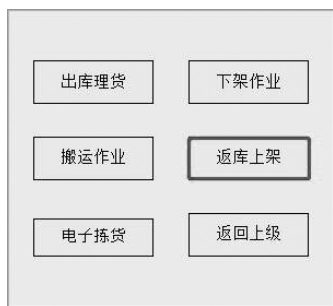 出库理货
下架作业
搬运作业
返库上架
电子拣货
返回上级